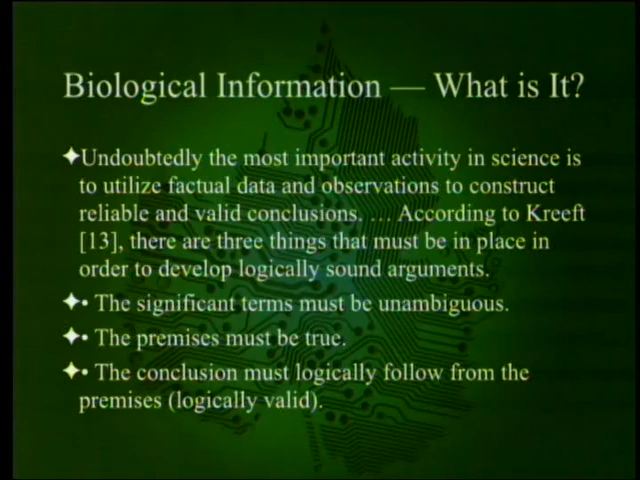 Biological Information — What is It?
✦Undoubtedly the most important activity in science is
to utilize factual data and observations to construct
reliable and valid conclusions. … According to Kreeft
[13], there are three things that must be in place in
order to develop logically sound arguments.
✦• The significant terms must be unambiguous.
✦• The premises must be true.
✦• The conclusion must logically follow from the
premises (logically valid).